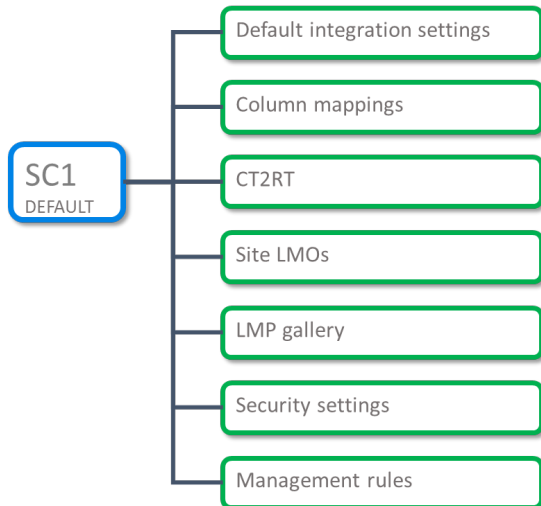 Default integration settings
Column mappings
SC1
DEFAULT
CT2RT
Site LMOs
LMP gallery
Security settings
Management rules